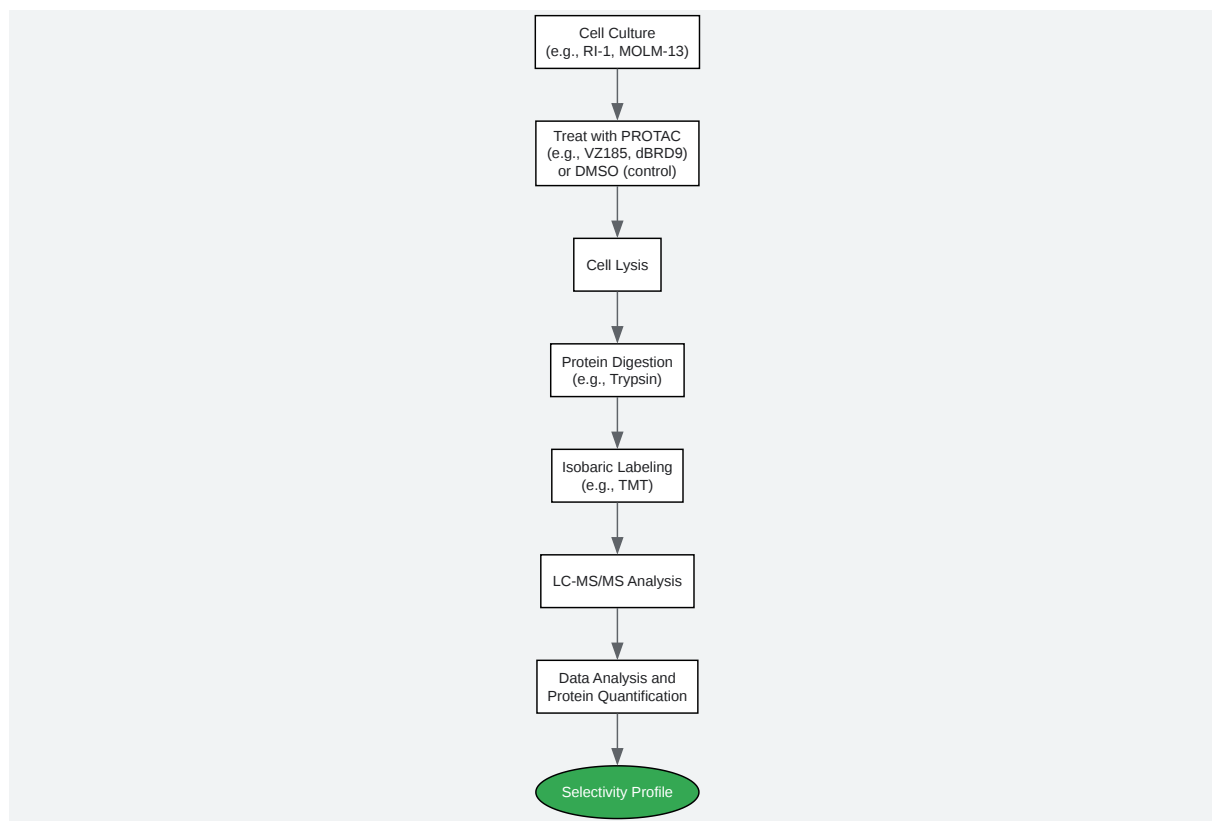 Cell Culture
(e.g., RI-1, MOLM-13)
Treat with PROTAC
(e.g., VZ185, dBRD9)
or DMSO (control)
Cell Lysis
Protein Digestion
(e.g., Trypsin)
Isobaric Labeling
(e.g., TMT)
LC-MS/MS Analysis
Data Analysis and
Protein Quantification
Selectivity Profile